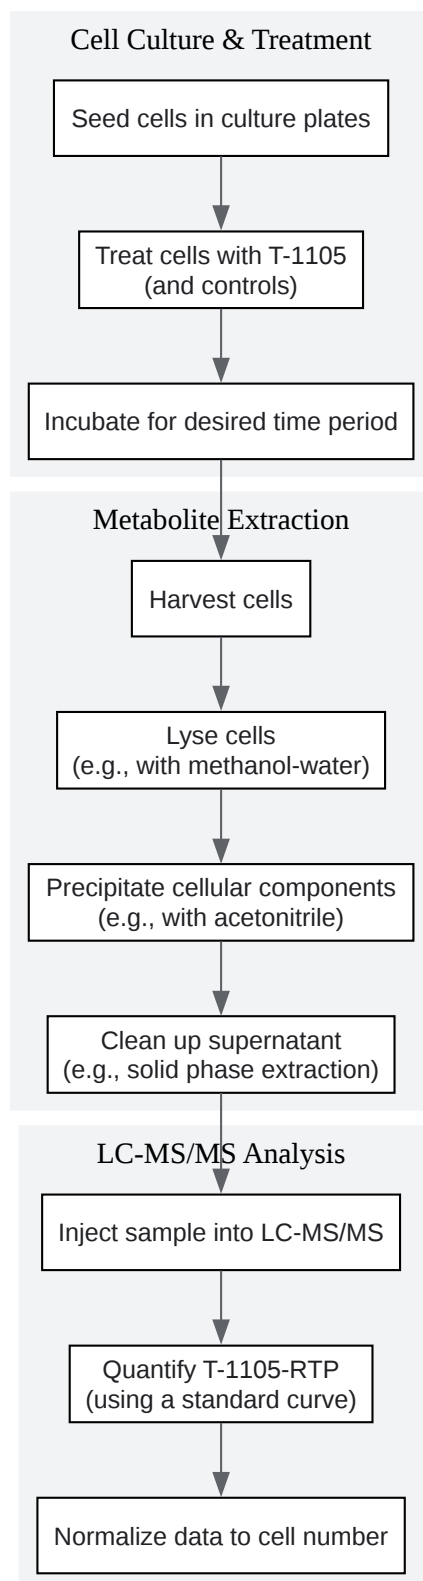 Cell Culture & Treatment
Seed cells in culture plates
Treat cells with T-1105
(and controls)
Incubate for desired time period
Metabolite Extraction
Harvest cells
Lyse cells
(e.g., with methanol-water)
Precipitate cellular components
(e.g., with acetonitrile)
Clean up supernatant
(e.g., solid phase extraction)
LC-MS/MS Analysis
Inject sample into LC-MS/MS
Quantify T-1105-RTP
(using a standard curve)
Normalize data to cell number